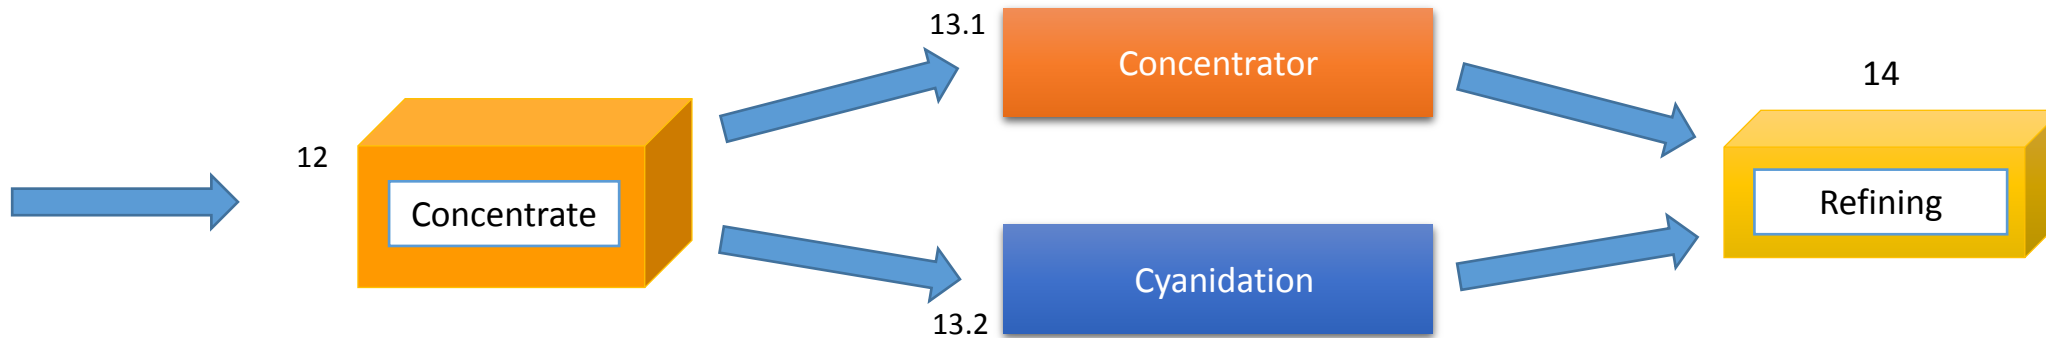 12
Concentrate
13.1
Concentrator
13.2
Cyanidation
14
Refining